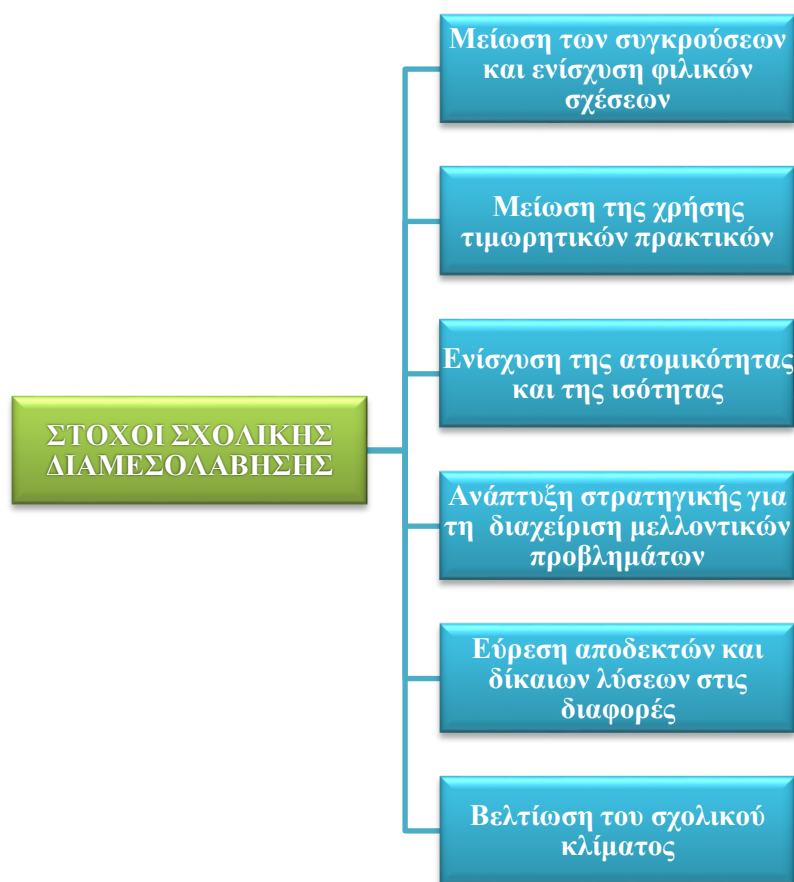 Μείωση των συγκρούσεων
και ενίσχυση φιλικών
σχέσεων
Μείωση της χρήσης
τιμωρητικών πρακτικών
Ενίσχυση της ατομικότητας
και της ισότητας
ΣΤΟΧΟΙ ΣΧΟΛΙΚΗΣ
ΔΙΑΜΕΣΟΛΑΒΗΣΗΣ
Ανάπτυξη στρατηγικής για
τη διαχείριση μελλοντικών
προβλημάτων
Εύρεση αποδεκτών και
δίκαιων λύσεων στις
διαφορές
Βελτίωση του σχολικού
κλίματος